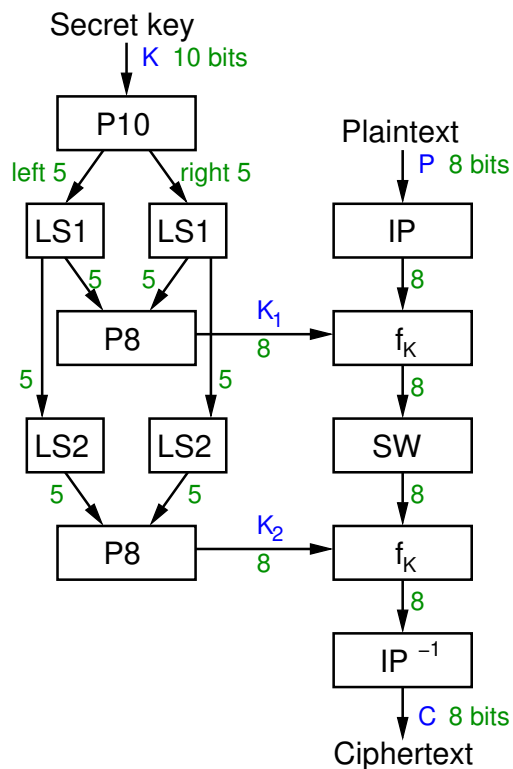 Secret key
K 10 bits
P10
left 5 right 5
LS1 LS1
5 5
P8
K1
8
5 5
LS2 LS2
5 5
P8
K2
8
Plaintext
P 8 bits
IP
8
fK
8
SW
8
fK
8
IP −1
C 8 bits
Ciphertext